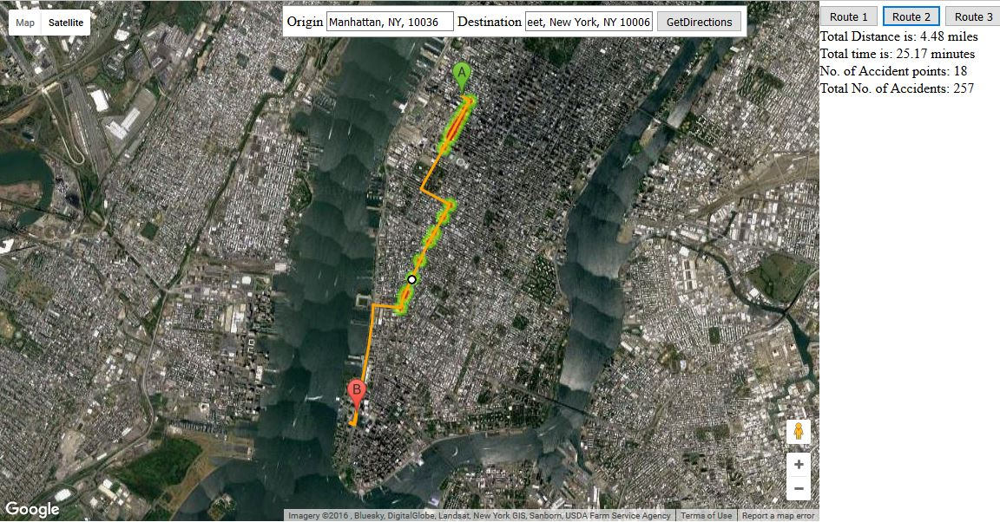 Map Satellite
Origin Manhattan, NY, 10036 Destination eet, New York, NY 10006 GetDirections
Route 1 Route 2 Route 3
Total Distance is: 4.48 miles
Total time is: 25.17 minutes
No. of Accident points: 18
Total No. of Accidents: 257
A
B
+
−
Google
Imagery ©2016 , Bluesky, DigitalGlobe, Landsat, New York GIS, Sanborn, USDA Farm Service Agency Terms of Use Report a map error